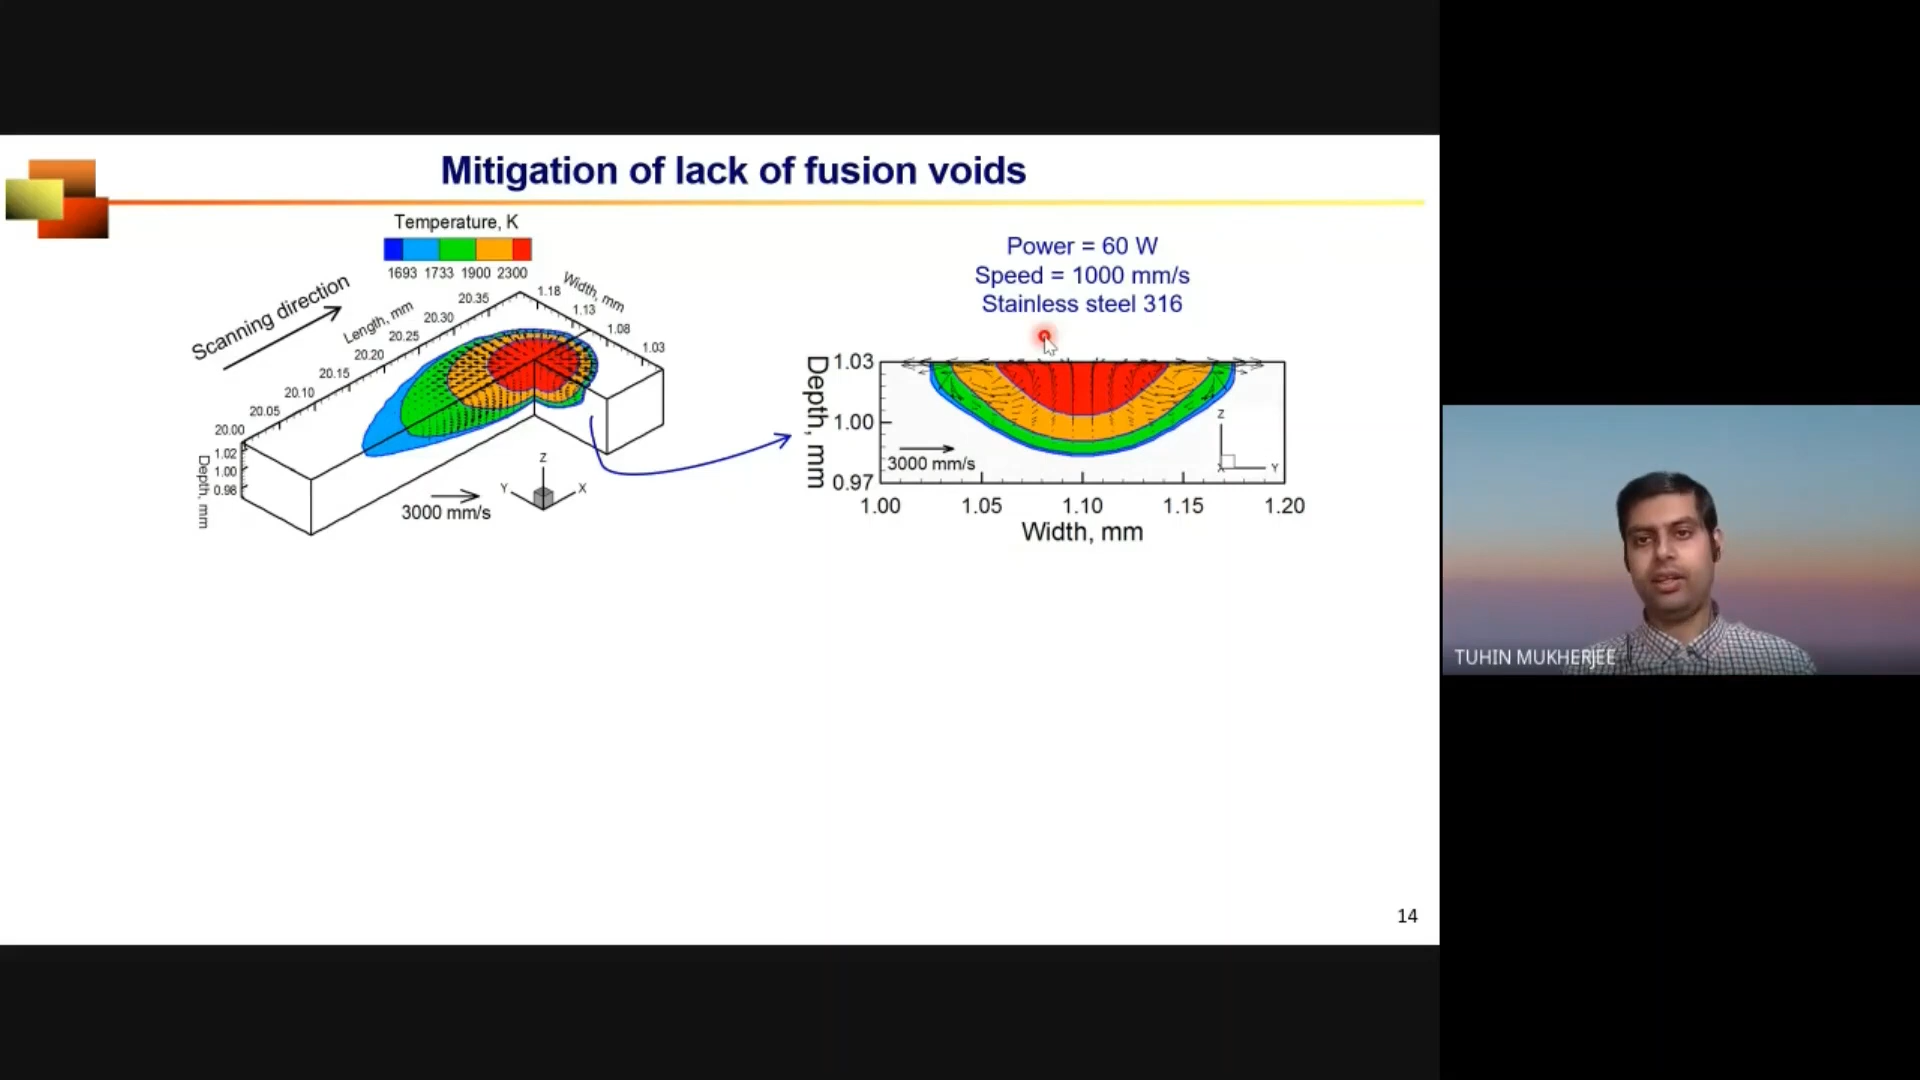 Mitigation of lack of fusion voids
Temperature, K
1693 1733 1900 2300
Scanning direction
Length, mm
Width, mm
20.00 20.05 20.10 20.15 20.20 20.25 20.30 20.35
1.18 1.13 1.08 1.03
Depth, mm
1.02
1.00
0.98
3000 mm/s
Z
Y X
Power = 60 W
Speed = 1000 mm/s
Stainless steel 316
Depth, mm
1.03
1.00
0.97
3000 mm/s
Z
X Y
1.00 1.05 1.10 1.15 1.20
Width, mm
14
TUHIN MUKHERJEE